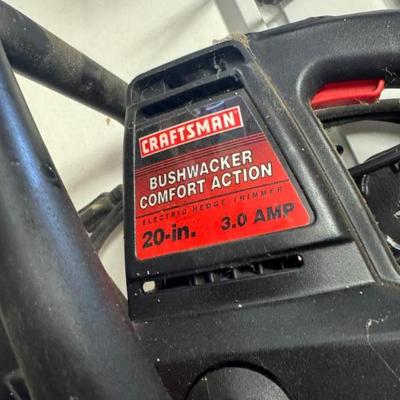 CRAFTSMAN
BUSHWACKER
COMFORT ACTION
ELECTRIC HEDGE TRIMMER
20-in. 3.0 AMP